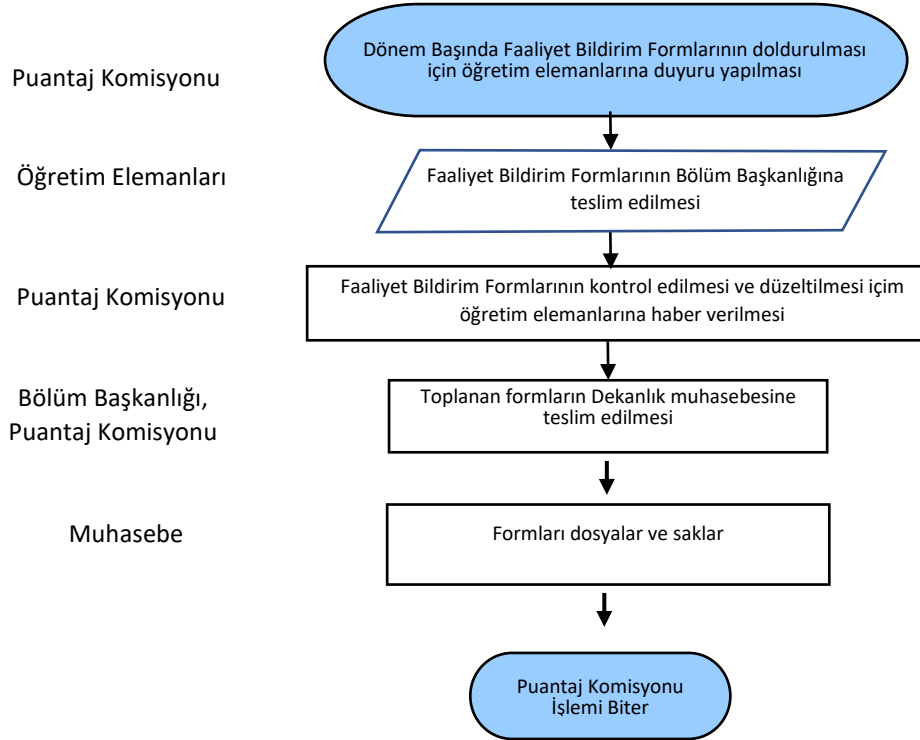 Puantaj Komisyonu
Dönem Başında Faaliyet Bildirim Formlarının doldurulması
için öğretim elemanlarına duyuru yapılması
Öğretim Elemanları
Faaliyet Bildirim Formlarının Bölüm Başkanlığına
teslim edilmesi
Puantaj Komisyonu
Faaliyet Bildirim Formlarının kontrol edilmesi ve düzeltilmesi içim
öğretim elemanlarına haber verilmesi
Bölüm Başkanlığı,
Puantaj Komisyonu
Toplanan formların Dekanlık muhasebesine
teslim edilmesi
Muhasebe
Formları dosyalar ve saklar
Puantaj Komisyonu
İşlemi Biter